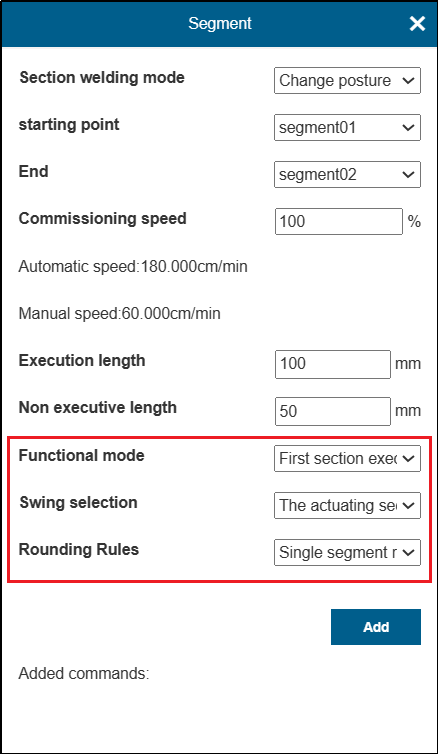 Segment
Section welding mode Change posture
starting point segment01
End segment02
Commissioning speed 100 %
Automatic speed:180.000cm/min
Manual speed:60.000cm/min
Execution length 100 mm
Non executive length 50 mm
Functional mode First section exec
Swing selection The actuating sec
Rounding Rules Single segment r
Add
Added commands: